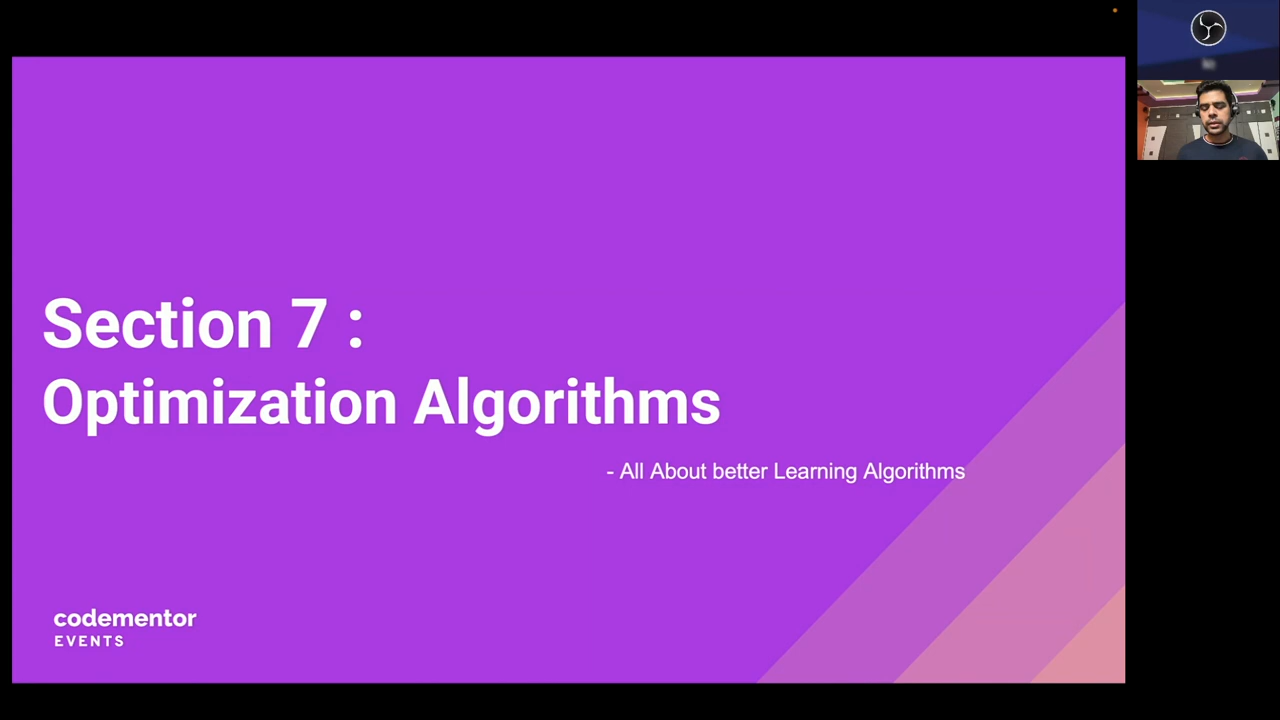 Section 7 :
Optimization Algorithms
- All About better Learning Algorithms
codementor
EVENTS